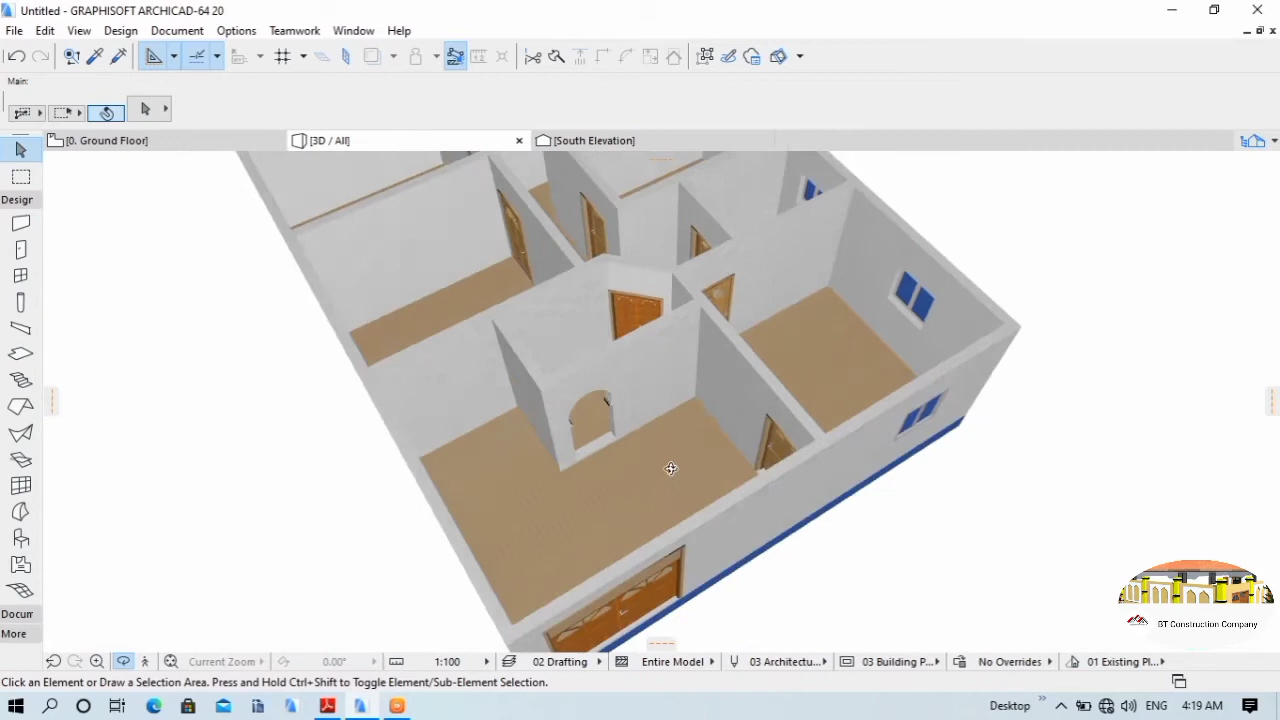 Untitled - GRAPHISOFT ARCHICAD-64 20
File Edit View Design Document Options Teamwork Window Help
Main:
[0. Ground Floor] [3D / All] [South Elevation]
Design
BT Construction Company
Docum
More
Current Zoom 0.00° 1:100 02 Drafting Entire Model 03 Architectu... 03 Building P... No Overrides 01 Existing Pl...
Click an Element or Draw a Selection Area. Press and Hold Ctrl+Shift to Toggle Element/Sub-Element Selection.
Desktop ENG 4:19 AM